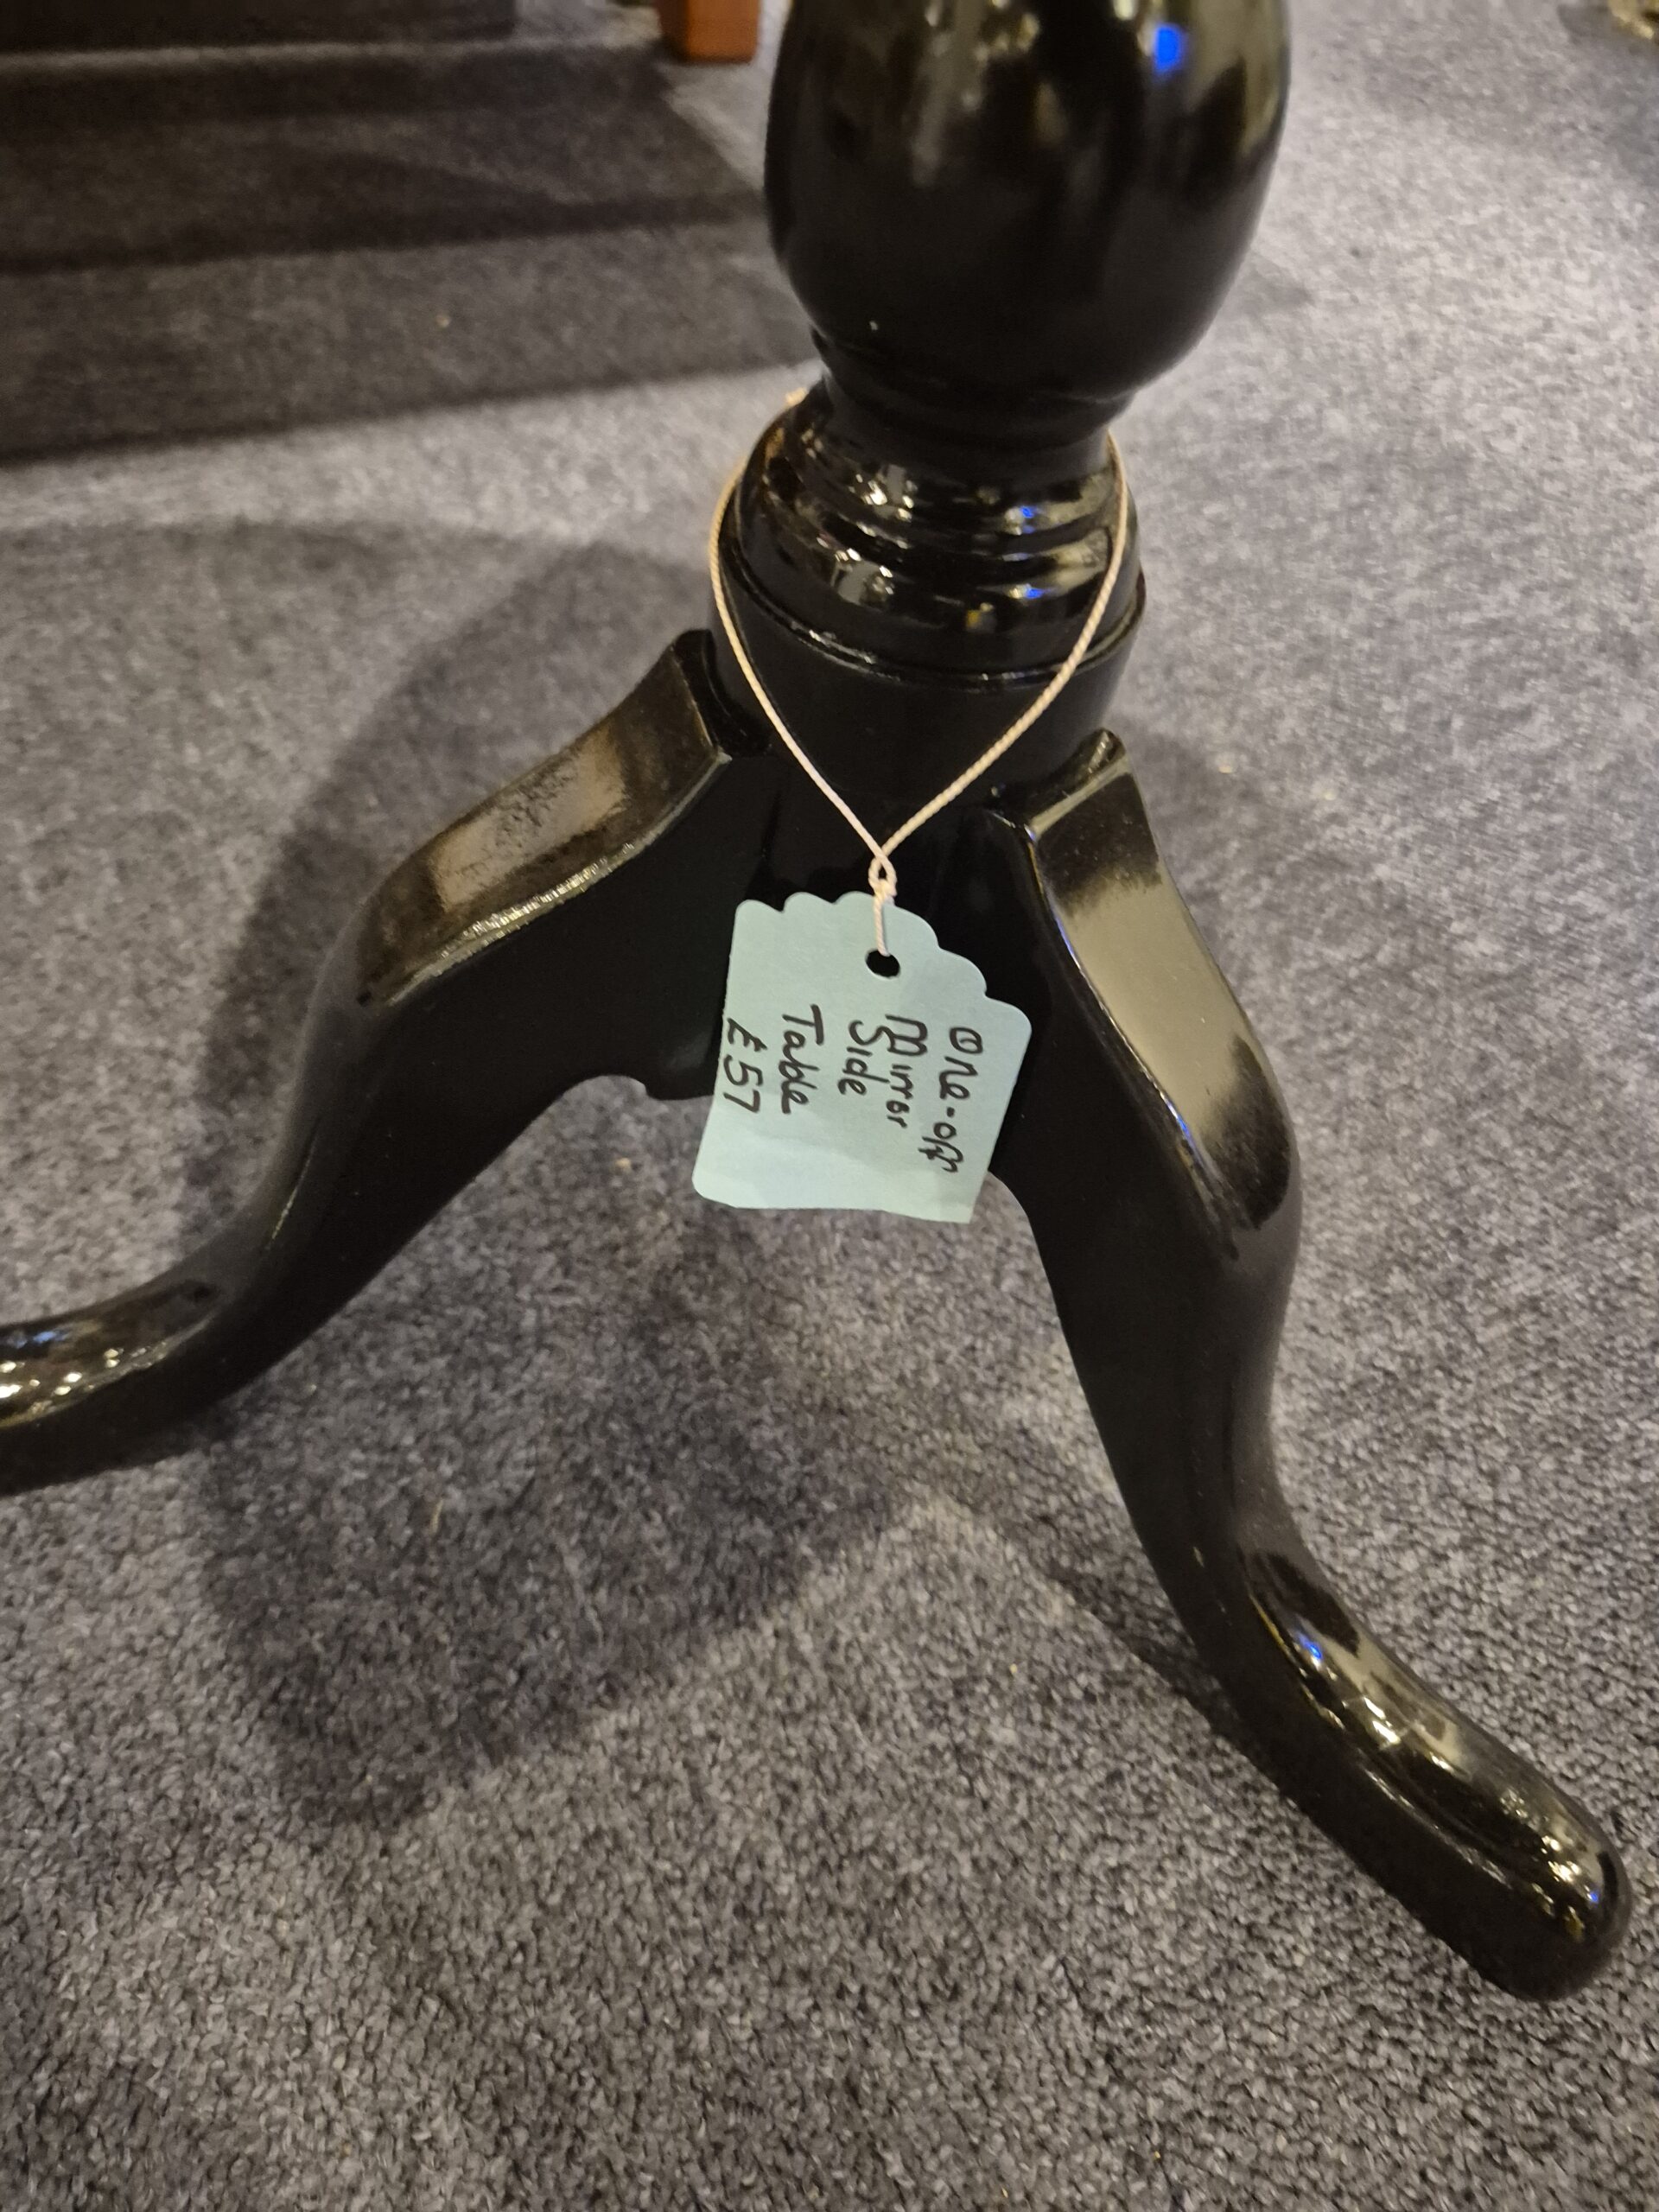 One-off
Mirror
Side
Table
£57